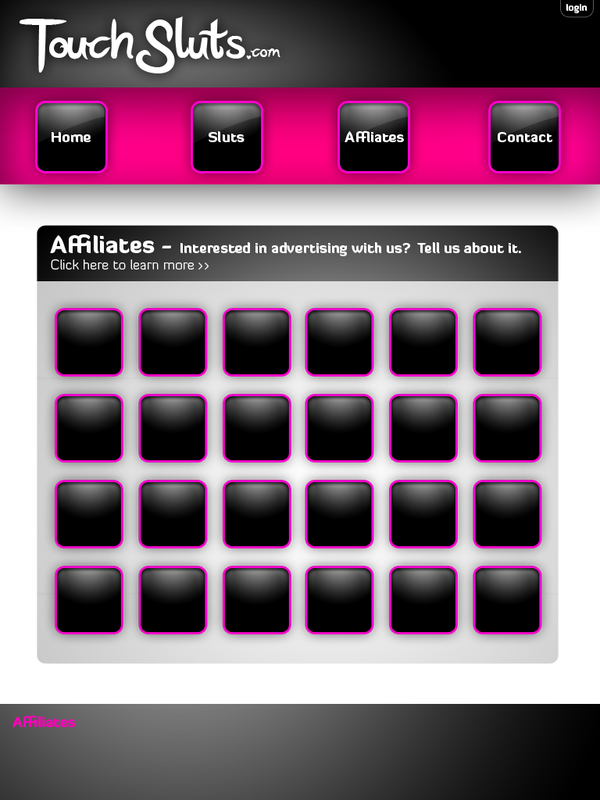 login
TouchSluts.com
Home
Sluts
Affiliates
Contact
Affiliates – Interested in advertising with us? Tell us about it.
Click here to learn more >>
Affiliates